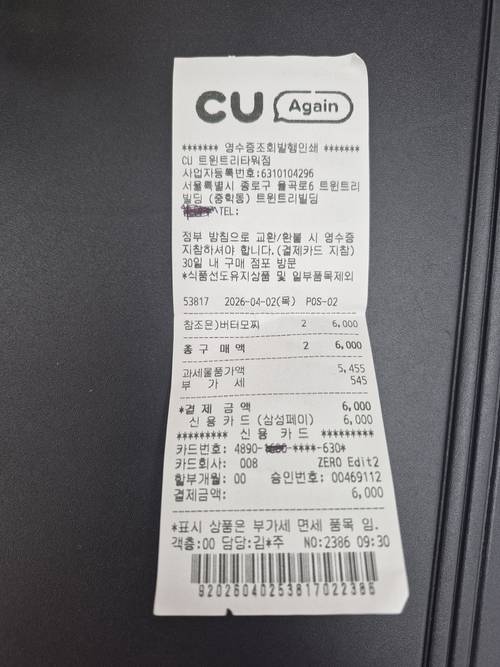 CU Again
******* 영수증조회발행인쇄 *******
CU 트윈트리타워점
사업자등록번호:6310104296
서울특별시 종로구 율곡로6 트윈트리
빌딩 (중학동) 트윈트리빌딩
TEL:
정부 방침으로 교환/환불 시 영수증
지참하셔야 합니다.(결제카드 지참)
30일 내 구매 점포 방문
*식품선도유지상품 및 일부품목제외
53817 2026-04-02(목) POS-02
참조은)버터모찌 2 6,000
총 구 매 액 2 6,000
과세물품가액 5,455
부 가 세 545
*결 제 금 액 6,000
신 용 카 드 (삼성페이) 6,000
********* 신 용 카 드 *********
카드번호: 4890- -****-630*
카드회사: 008 ZERO Edit2
할부개월: 00 승인번호: 00469112
결제금액: 6,000
*표시 상품은 부가세 면세 품목 임.
객층:00 담당:김*주 NO:2386 09:30
92026040253817022386